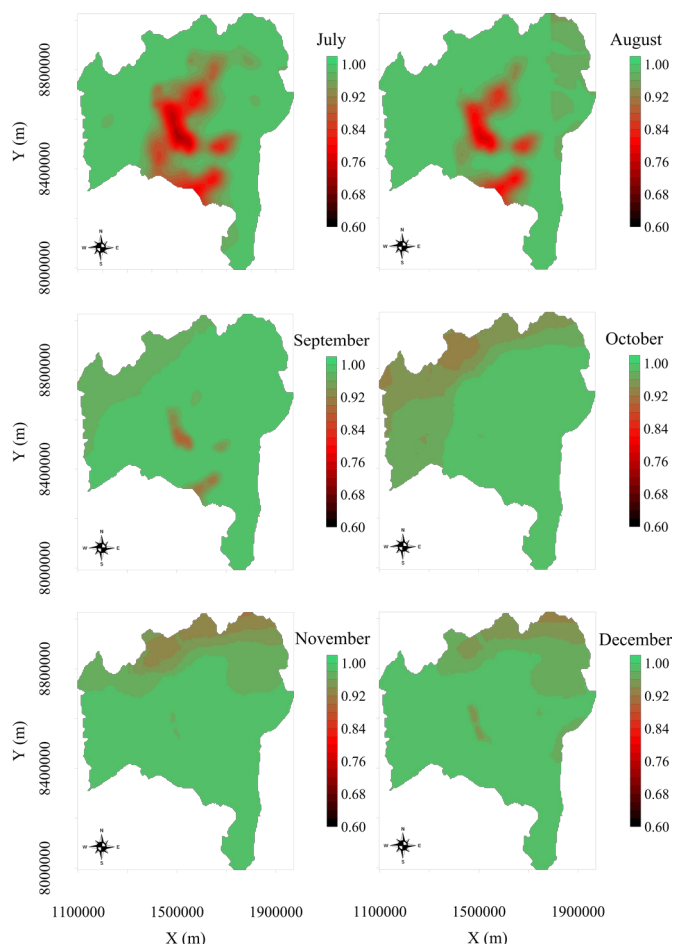 July
August
1.00
0.92
0.84
0.76
0.68
0.60
1.00
0.92
0.84
0.76
0.68
0.60
Y (m)
8800000
8400000
8000000
N
W E
S
N
W E
S
September
October
1.00
0.92
0.84
0.76
0.68
0.60
1.00
0.92
0.84
0.76
0.68
0.60
Y (m)
8800000
8400000
8000000
N
W E
S
N
W E
S
November
December
1.00
0.92
0.84
0.76
0.68
0.60
1.00
0.92
0.84
0.76
0.68
0.60
Y (m)
8800000
8400000
8000000
N
W E
S
N
W E
S
1100000 1500000 1900000
1100000 1500000 1900000
X (m)
X (m)